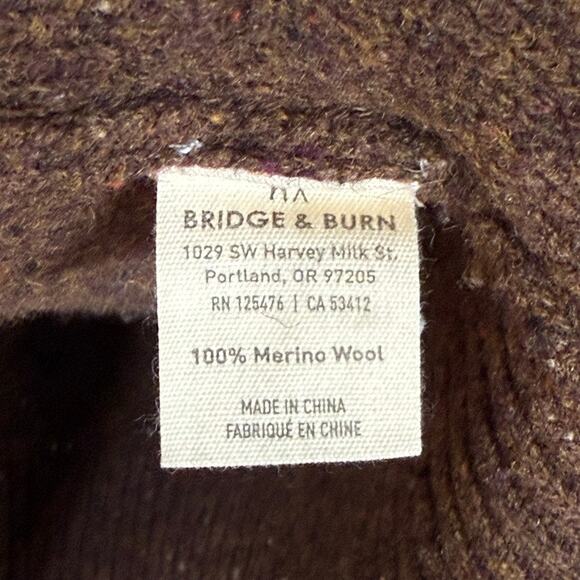 BRIDGE & BURN
1029 SW Harvey Milk St.
Portland, OR 97205
RN 125476 | CA 53412
100% Merino Wool
MADE IN CHINA
FABRIQUÉ EN CHINE